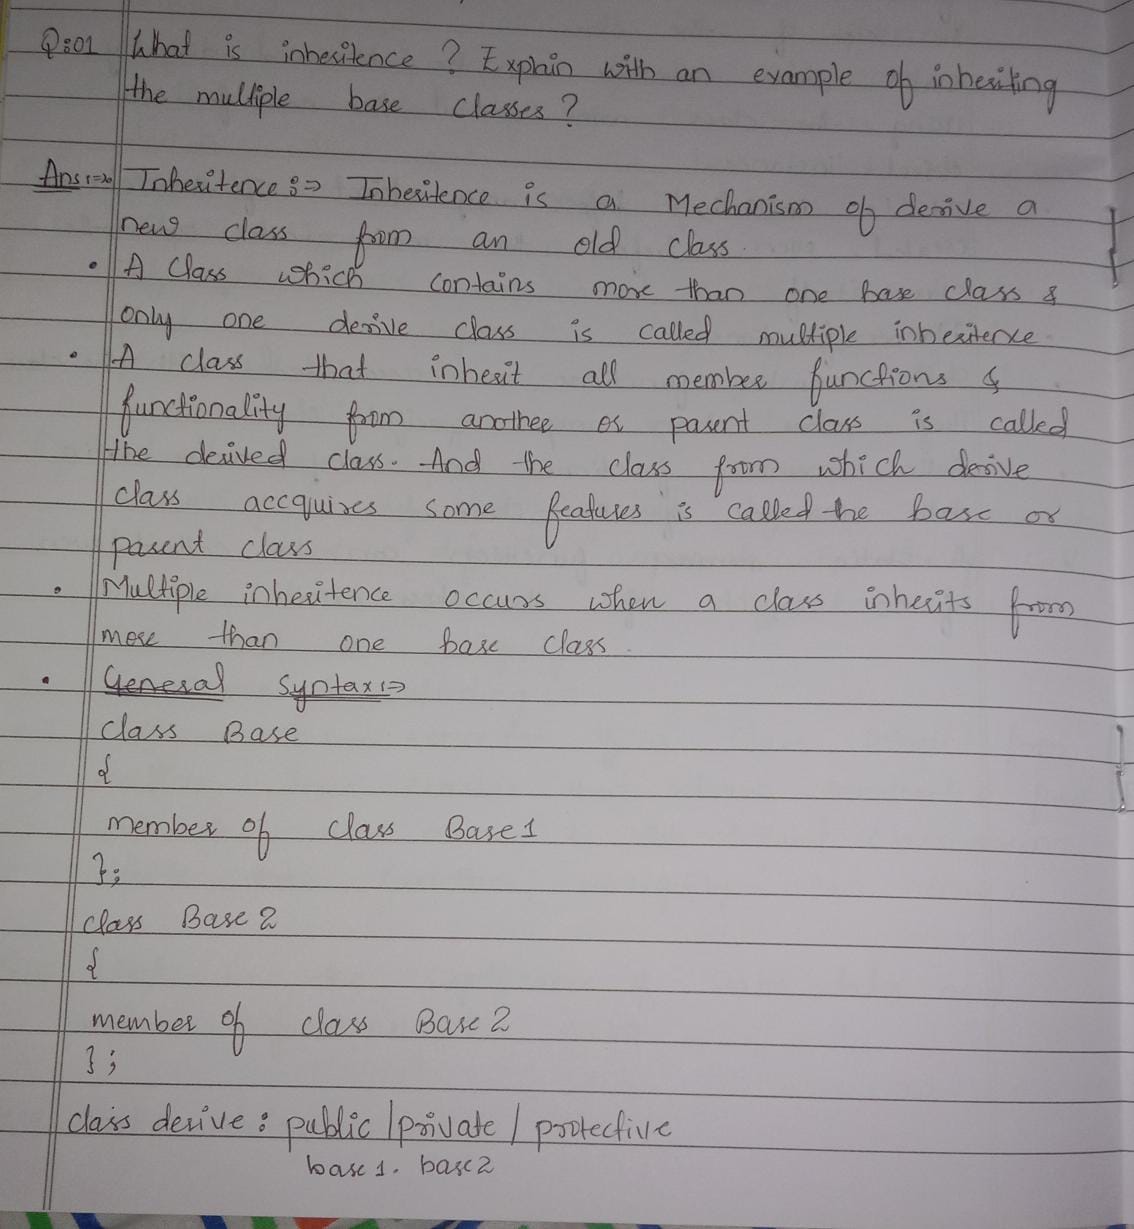 Q:01 What is inheritence ? Explain with an example of inheriting
the multiple base classes ?
Ans :=> Inheritence :=> Inheritence is a Mechanism of derive a
new class from an old class.
• A Class which contains more than one base class &
only one derive class is called multiple inheritence.
• A class that inherit all member functions &
functionality from another or parent class is called
the derived class. And the class from which derive
class accquires some features is called the base or
parent class
• Multiple inheritence occurs when a class inherits from
more than one base class.
• General Syntax :=>
class Base
{
member of class Base1
};
class Base 2
{
member of class Base 2
};
class derive : public / private / protective
base 1. base 2